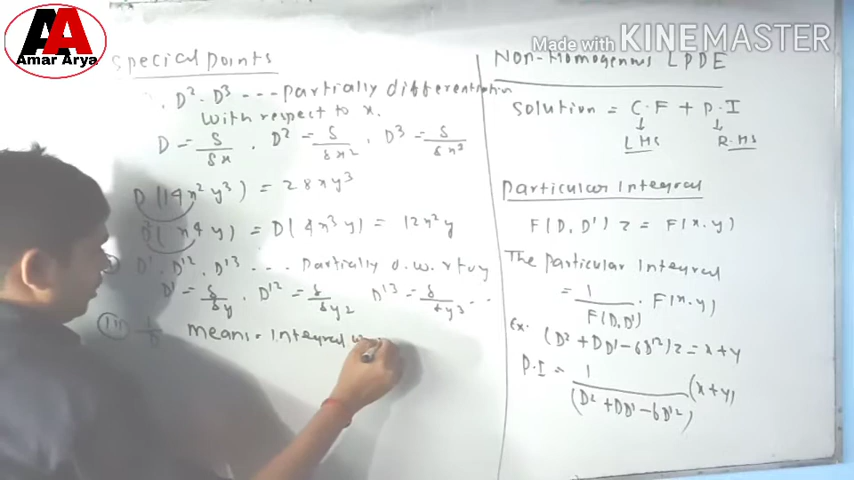 AA
Amar Arya
Made with KINEMASTER
Special Points
D² . D³ --- partially differentiation
with respect to x.
D = δ/δx . D² = δ/δx² . D³ = δ/δx³
D (14x²y³) = 28xy³
(x4y) = D(4x³y) = 12x²y
D' . D'² . D'³ ... Partially d.w.r to y
D' = δ/δy . D'² = δ/δy2 D'³ = δ/δy3 ...
(iii) 1/D means = integral w
Non-Homogenous LPDE
Solution = C.F + P.I
↓ ↓
LHS R.HS
particular Integral
F(D, D') z = F(x.y)
The particular Integral
= 1/F(D,D') . F(x.y)
Ex: (D² + DD' - 6D'²)z = x+y
P.I = 1/(D² + DD' - 6D'²) (x+y)